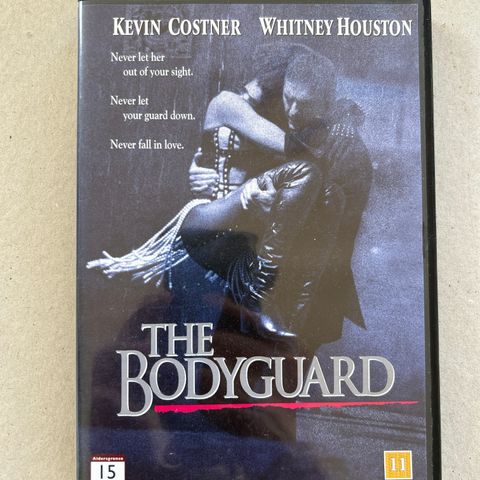 KEVIN COSTNER WHITNEY HOUSTON
Never let her
out of your sight.
Never let
your guard down.
Never fall in love.
THE
BODYGUARD
Aldersgrense
15
11